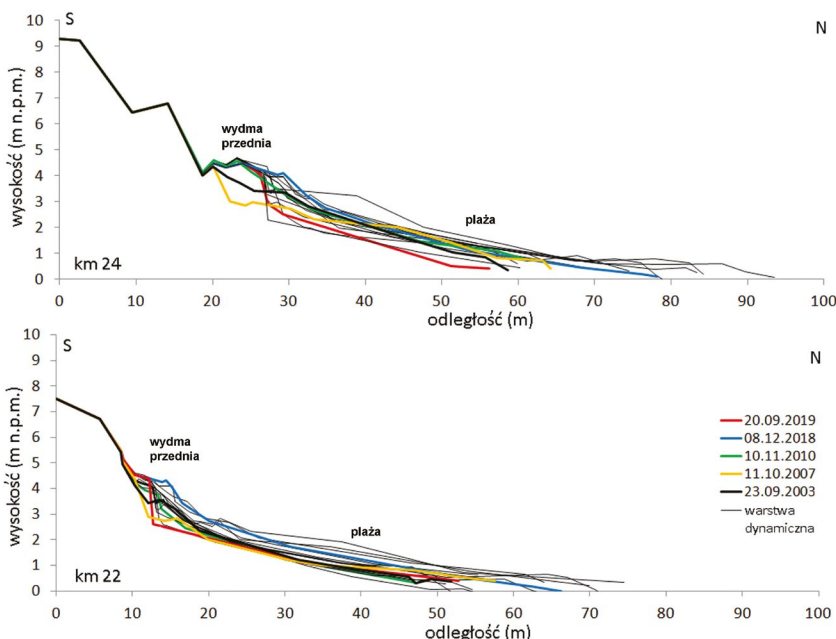 S
N
10
9
8
7
6
5
4
3
2
1
0
wysokość (m n.p.m.)
wydma
przednia
plaża
km 24
0 10 20 30 40 50 60 70 80 90 100
odległość (m)
S
N
10
9
8
7
6
5
4
3
2
1
0
wysokość (m n.p.m.)
wydma
przednia
plaża
km 22
20.09.2019
08.12.2018
10.11.2010
11.10.2007
23.09.2003
warstwa
dynamiczna
0 10 20 30 40 50 60 70 80 90 100
odległość (m)